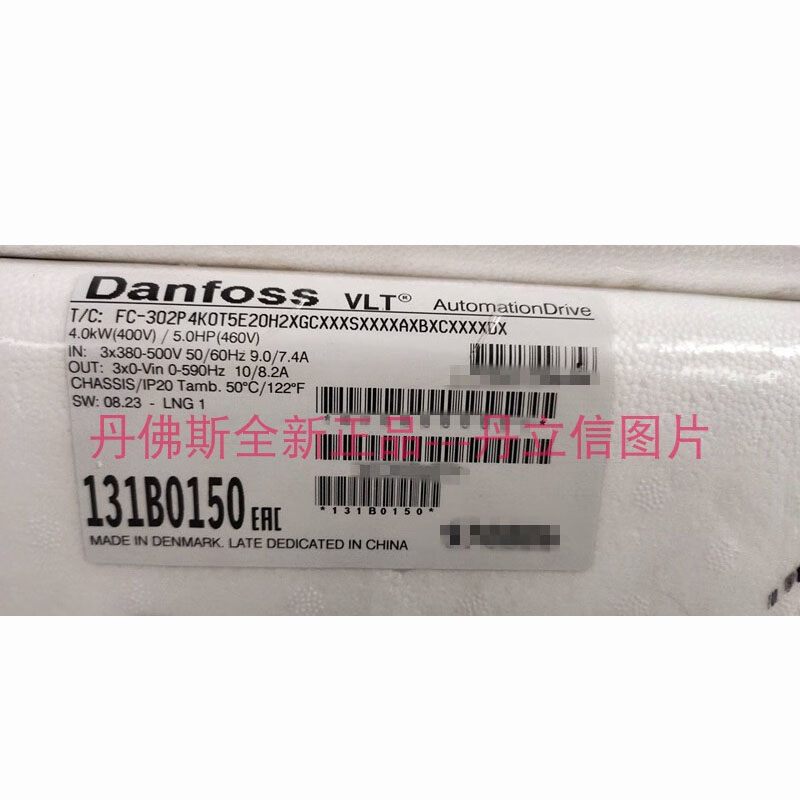 Danfoss VLT® AutomationDrive
T/C: FC-302P4K0T5E20H2XGCXXXSXXXXAXBXCXXXXDX
4.0kW(400V) / 5.0HP(460V)
IN: 3x380-500V 50/60Hz 9.0/7.4A
OUT: 3x0-Vin 0-590Hz 10/8.2A
CHASSIS/IP20 Tamb. 50°C/122°F
SW: 08.23 - LNG 1
丹佛斯全新正品—丹立信图片
131B0150 EAC
*131B0150*
MADE IN DENMARK. LATE DEDICATED IN CHINA